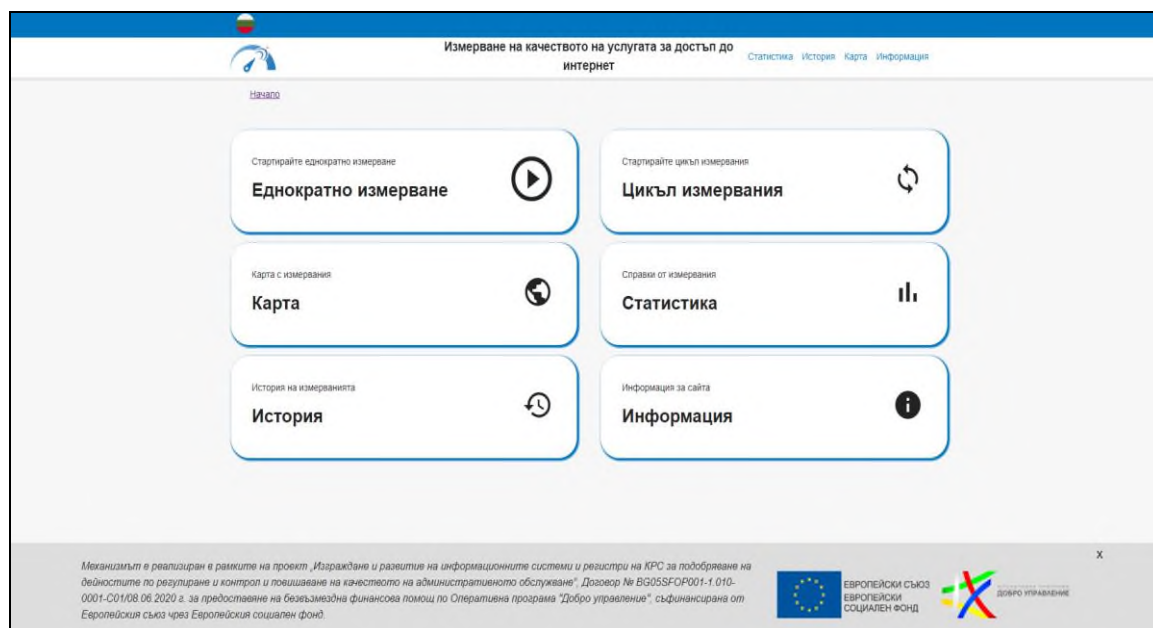 Измерване на качеството на услугата за достъп до
интернет
Статистика История Карта Информация
Начало
Стартирайте еднократно измерване
Еднократно измерване
Стартирайте цикъл измервания
Цикъл измервания
Карта с измервания
Карта
Справки от измервания
Статистика
История на измерванията
История
Информация за сайта
Информация
X
Механизмът е реализиран в рамките на проект „Изграждане и развитие на информационните системи и регистри на КРС за подобряване на
дейностите по регулиране и контрол и повишаване на качеството на административното обслужване", Договор № BG05SFOP001-1.010-
0001-C01/08.06.2020 г. за предоставяне на безвъзмездна финансова помощ по Оперативна програма "Добро управление", съфинансирана от
Европейския съюз чрез Европейския социален фонд.
ЕВРОПЕЙСКИ СЪЮЗ
ЕВРОПЕЙСКИ
СОЦИАЛЕН ФОНД
ДОБРО УПРАВЛЕНИЕ